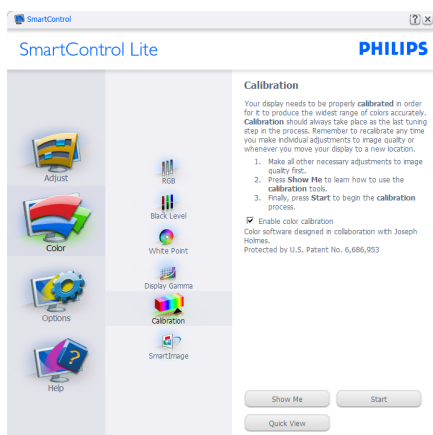 SmartControl
SmartControl Lite
PHILIPS
Adjust
Color
Options
Help
RGB
Black Level
White Point
Display Gamma
Calibration
SmartImage
Calibration
Your display needs to be properly calibrated in order
for it to produce the widest range of colors accurately.
Calibration should always take place as the last tuning
step in the process. Remember to recalibrate any time
you make individual adjustments to image quality or
whenever you move your display to a new location.
1. Make all other necessary adjustments to image
quality first.
2. Press Show Me to learn how to use the
calibration tools.
3. Finally, press Start to begin the calibration
process.
Enable color calibration
Color software designed in collaboration with Joseph
Holmes.
Protected by U.S. Patent No. 6,686,953
Show Me
Start
Quick View